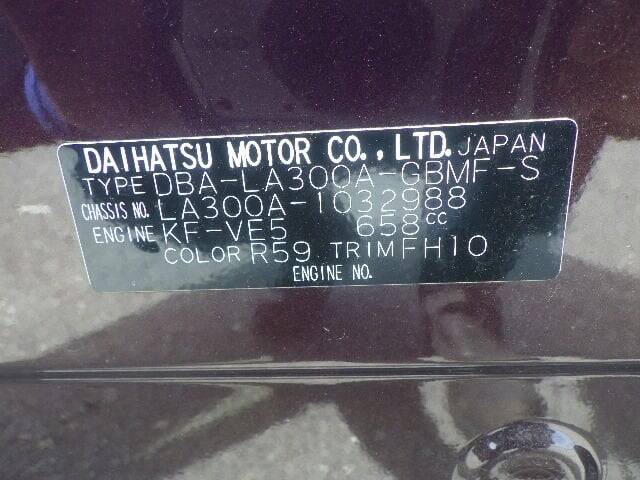 DAIHATSU MOTOR CO., LTD. JAPAN
TYPE DBA-LA300A-GBMF-S
CHASSIS NO. LA300A-1032988
ENGINE KF-VE5 658cc
COLOR R59 TRIM FH10
ENGINE NO.